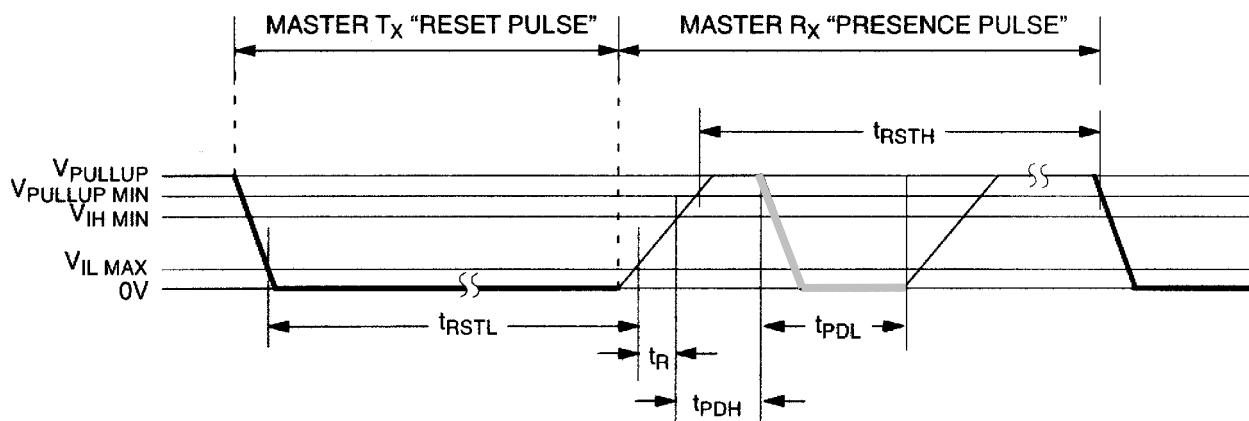 MASTER TX “RESET PULSE”
MASTER RX “PRESENCE PULSE”
tRSTH
VPULLUP
VPULLUP MIN
VIH MIN
VIL MAX
0V
tRSTL
tPDL
tR
tPDH